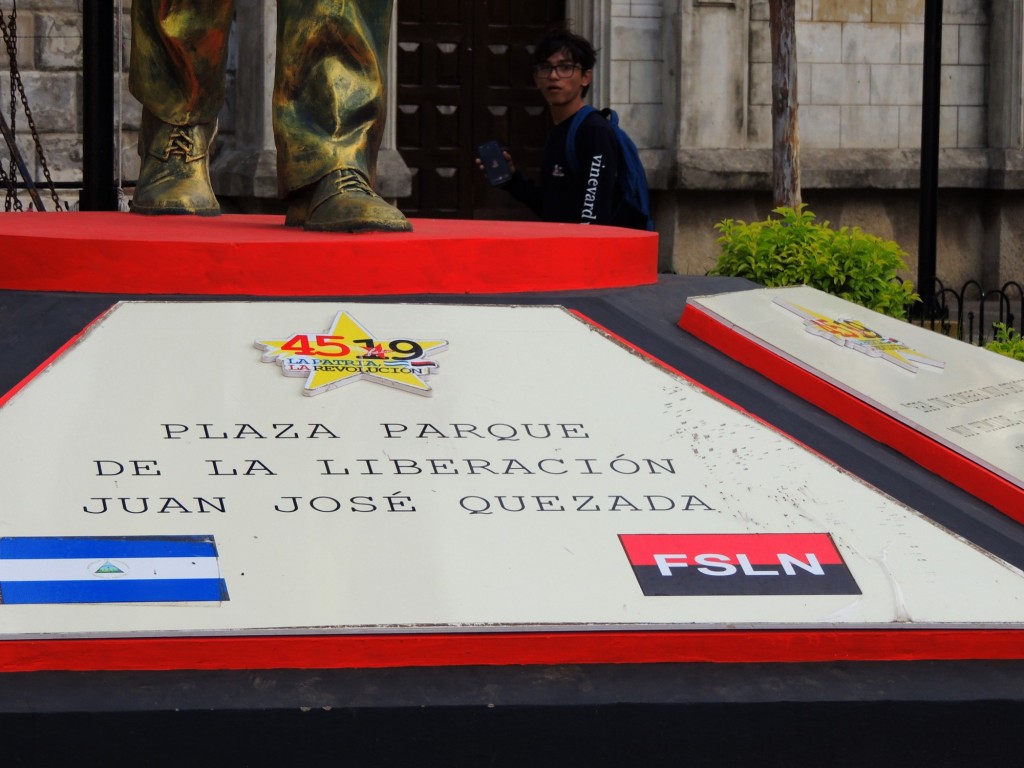 45 19
LA PATRIA,
LA REVOLUCIÓN
PLAZA PARQUE
DE LA LIBERACIÓN
JUAN JOSÉ QUEZADA
FSLN
vineyard